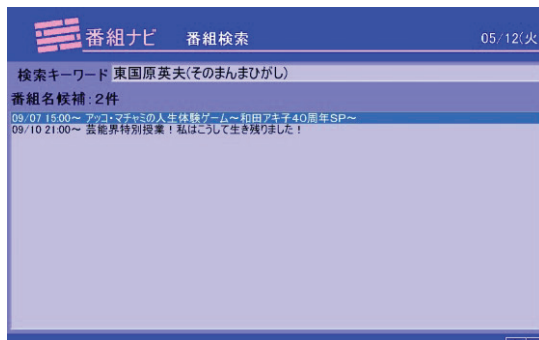 番組ナビ 番組検索 05/12(火
検索キーワード 東国原英夫(そのまんまひがし)
番組名候補:2件
09/07 15:00~ アッコ・マチャミの人生体験ゲーム~和田アキ子40周年SP~
09/10 21:00~ 芸能界特別授業!私はこうして生き残りました!